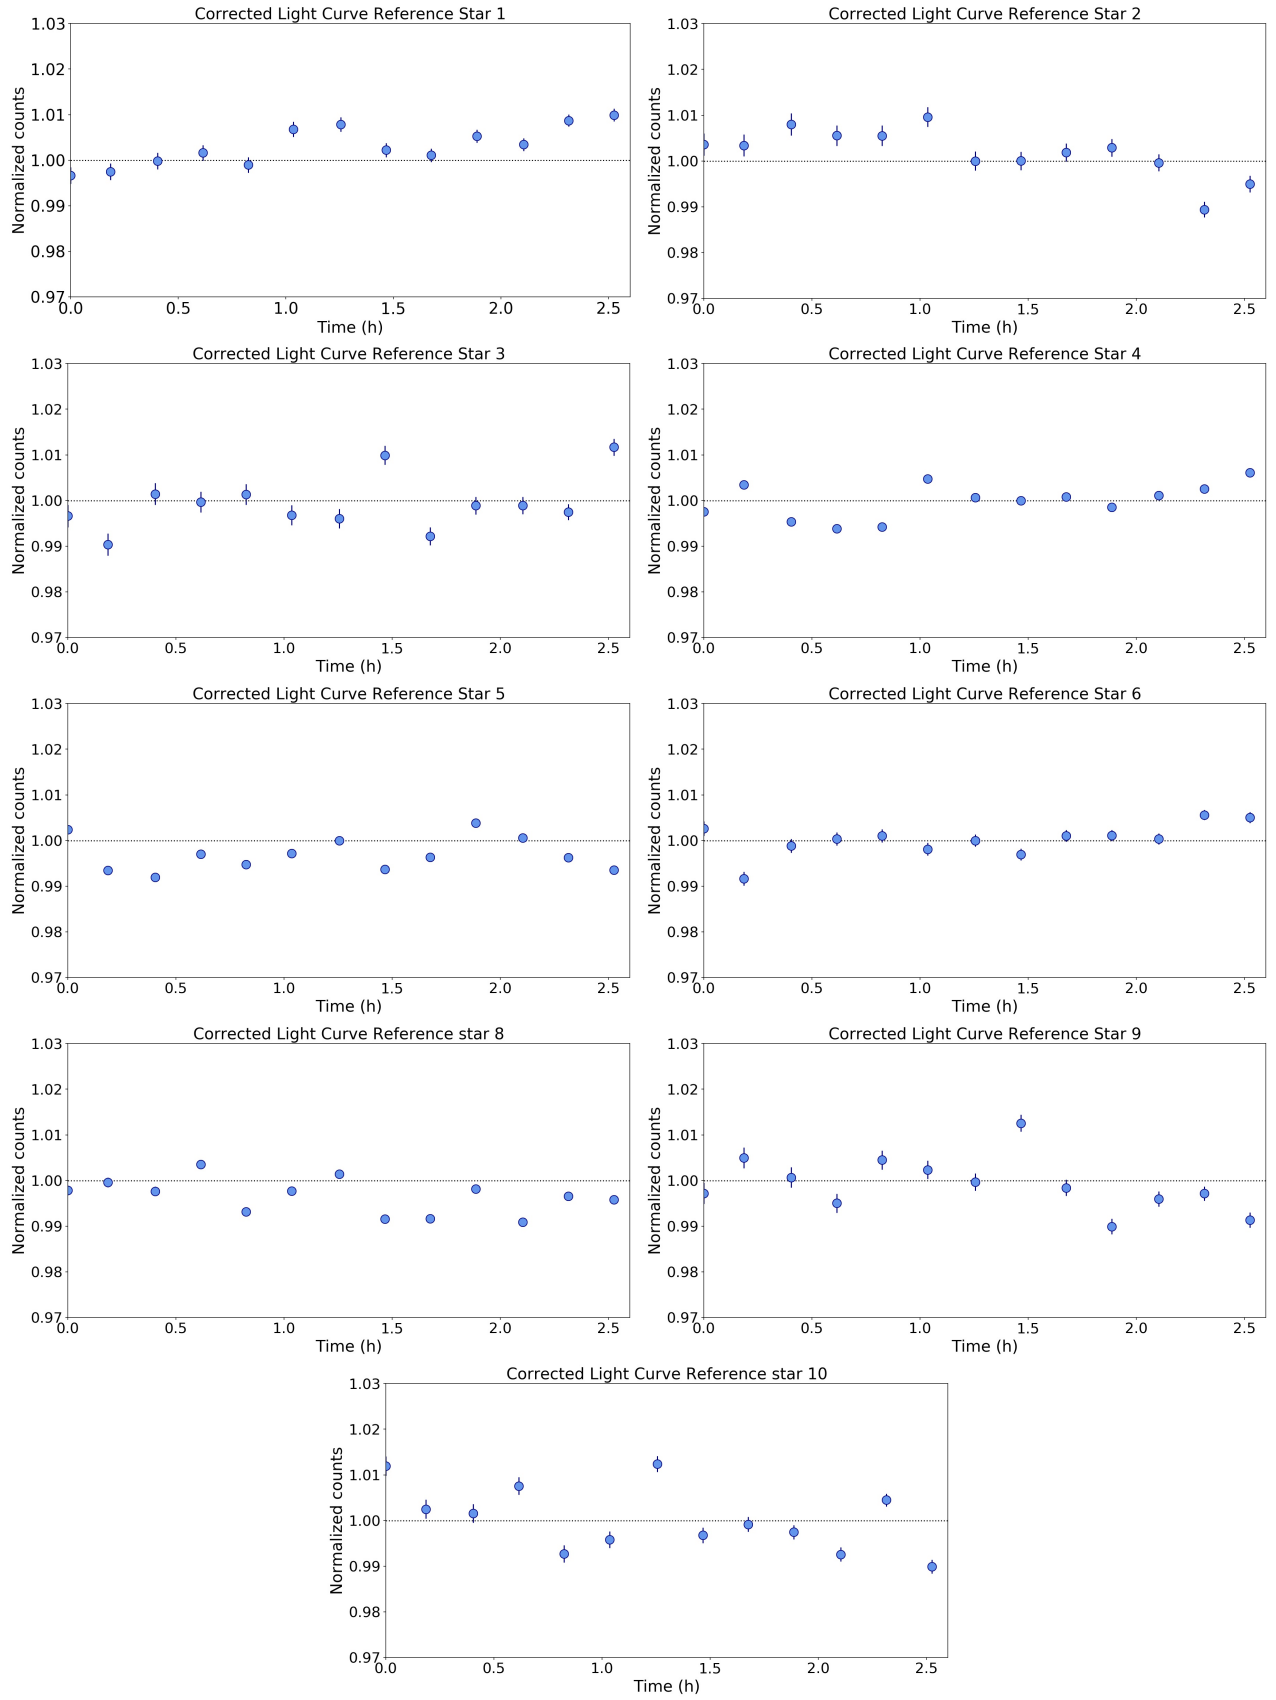 Corrected Light Curve Reference Star 1
1.03
1.02
1.01
1.00
0.99
0.98
0.97
Normalized counts
0.0 0.5 1.0 1.5 2.0 2.5
Time (h)
Corrected Light Curve Reference Star 2
1.03
1.02
1.01
1.00
0.99
0.98
0.97
Normalized counts
0.0 0.5 1.0 1.5 2.0 2.5
Time (h)
Corrected Light Curve Reference Star 3
1.03
1.02
1.01
1.00
0.99
0.98
0.97
Normalized counts
0.0 0.5 1.0 1.5 2.0 2.5
Time (h)
Corrected Light Curve Reference Star 4
1.03
1.02
1.01
1.00
0.99
0.98
0.97
Normalized counts
0.0 0.5 1.0 1.5 2.0 2.5
Time (h)
Corrected Light Curve Reference Star 5
1.03
1.02
1.01
1.00
0.99
0.98
0.97
Normalized counts
0.0 0.5 1.0 1.5 2.0 2.5
Time (h)
Corrected Light Curve Reference Star 6
1.03
1.02
1.01
1.00
0.99
0.98
0.97
Normalized counts
0.0 0.5 1.0 1.5 2.0 2.5
Time (h)
Corrected Light Curve Reference star 8
1.03
1.02
1.01
1.00
0.99
0.98
0.97
Normalized counts
0.0 0.5 1.0 1.5 2.0 2.5
Time (h)
Corrected Light Curve Reference Star 9
1.03
1.02
1.01
1.00
0.99
0.98
0.97
Normalized counts
0.0 0.5 1.0 1.5 2.0 2.5
Time (h)
Corrected Light Curve Reference star 10
1.03
1.02
1.01
1.00
0.99
0.98
0.97
Normalized counts
0.0 0.5 1.0 1.5 2.0 2.5
Time (h)